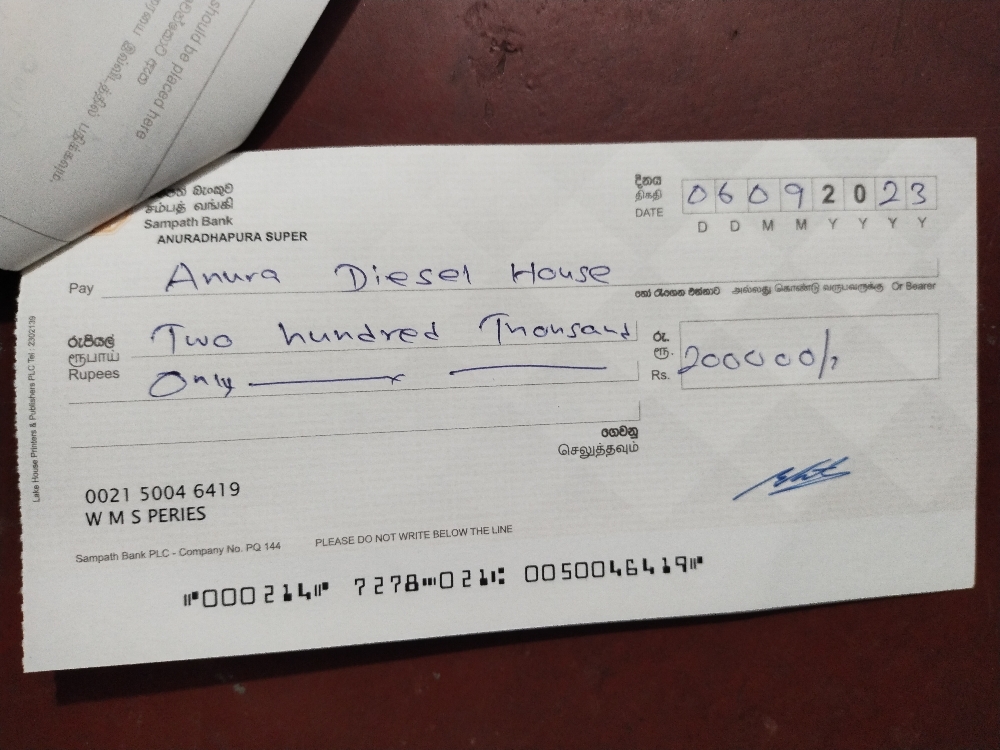 should be placed here
බැංකුව
சம்பத் வங்கி
Sampath Bank
ANURADHAPURA SUPER
දිනය
திகதி
DATE
06092023
D D M M Y Y Y Y
Pay Anura Diesel House
හෝ රැගෙන එන්නාට அல்லது கொண்டு வருபவருக்கு Or Bearer
රුපියල්
ரூபாய்
Rupees
Two hundred Thousand
Only
රු.
ரூ.
Rs.
200000/=
ගෙවනු
செலுத்தவும்
Lake House Printers & Publishers PLC Tel : 2302139
0021 5004 6419
W M S PERIES
Sampath Bank PLC - Company No. PQ 144
PLEASE DO NOT WRITE BELOW THE LINE
⑈000214⑈ 7278⑉021⑆ 0050046419⑈